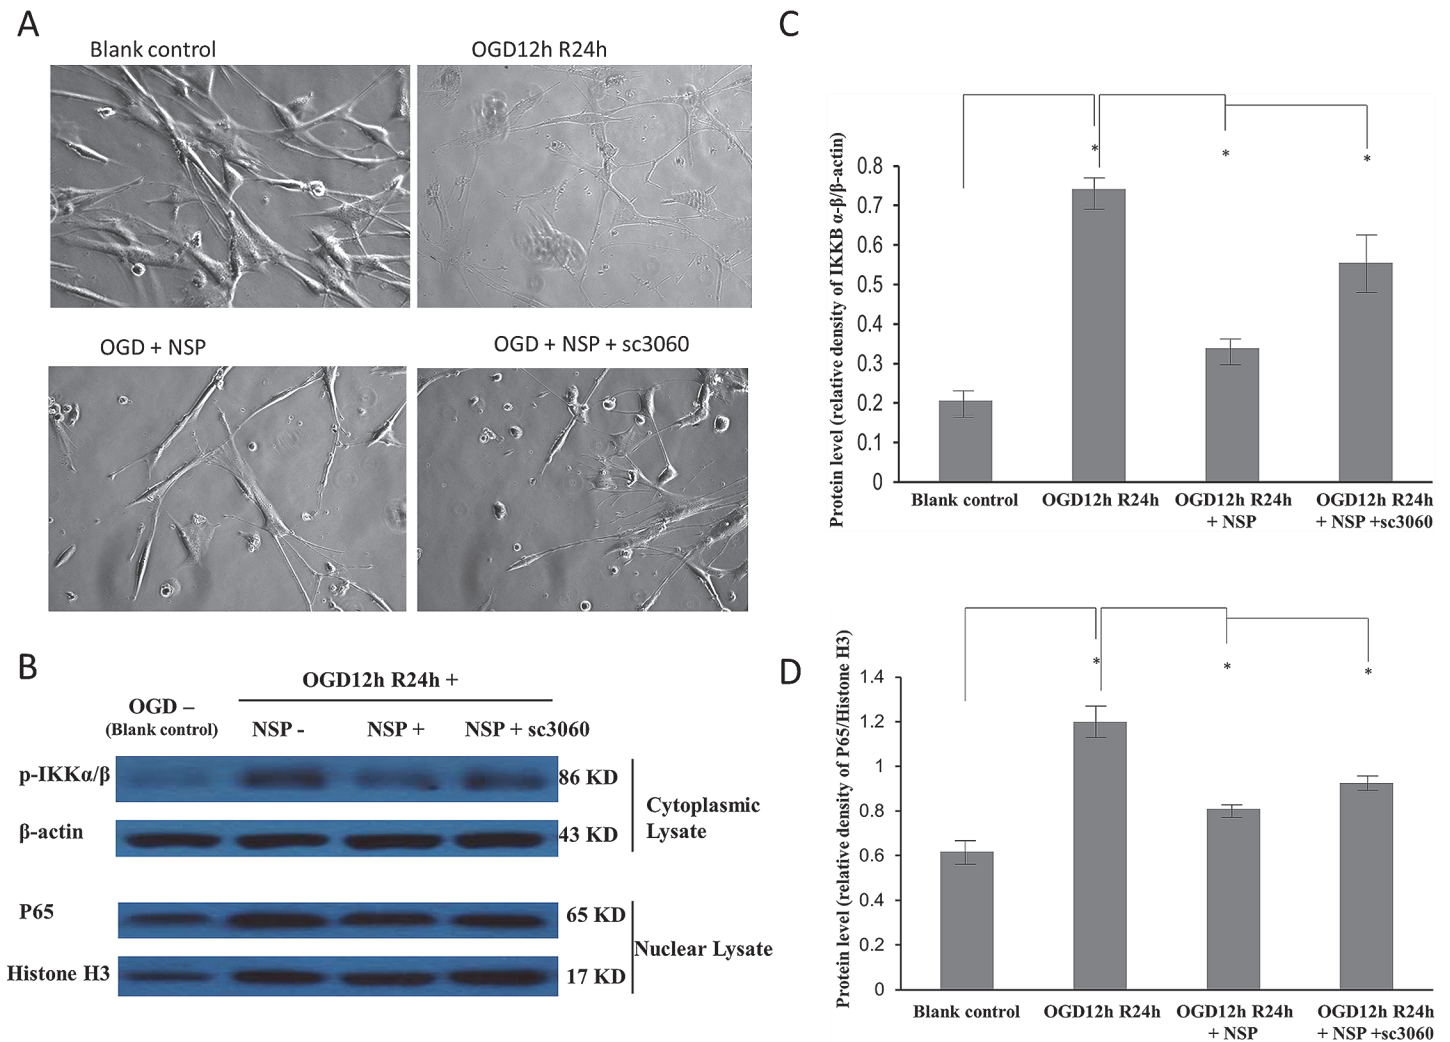 A
Blank control
OGD12h R24h
OGD + NSP
OGD + NSP + sc3060
B
OGD12h R24h +
OGD –
(Blank control)
NSP -
NSP +
NSP + sc3060
p-IKKα/β
86 KD
β-actin
43 KD
Cytoplasmic
Lysate
P65
65 KD
Histone H3
17 KD
Nuclear Lysate
C
Protein level (relative density of IKKB α-β/β-actin)
*
*
*
0.8
0.7
0.6
0.5
0.4
0.3
0.2
0.1
0
Blank control
OGD12h R24h
OGD12h R24h
+ NSP
OGD12h R24h
+ NSP +sc3060
D
Protein level (relative density of P65/Histone H3)
*
*
*
1.4
1.2
1
0.8
0.6
0.4
0.2
0
Blank control
OGD12h R24h
OGD12h R24h
+ NSP
OGD12h R24h
+ NSP +sc3060